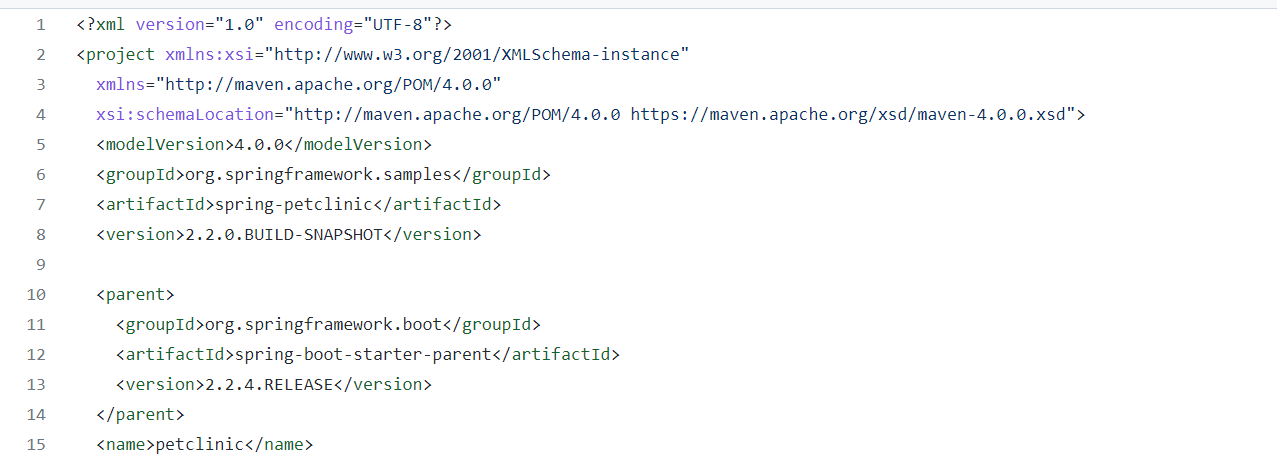 1 <?xml version="1.0" encoding="UTF-8"?>
2 <project xmlns:xsi="http://www.w3.org/2001/XMLSchema-instance"
3 xmlns="http://maven.apache.org/POM/4.0.0"
4 xsi:schemaLocation="http://maven.apache.org/POM/4.0.0 https://maven.apache.org/xsd/maven-4.0.0.xsd">
5 <modelVersion>4.0.0</modelVersion>
6 <groupId>org.springframework.samples</groupId>
7 <artifactId>spring-petclinic</artifactId>
8 <version>2.2.0.BUILD-SNAPSHOT</version>
9
10 <parent>
11 <groupId>org.springframework.boot</groupId>
12 <artifactId>spring-boot-starter-parent</artifactId>
13 <version>2.2.4.RELEASE</version>
14 </parent>
15 <name>petclinic</name>